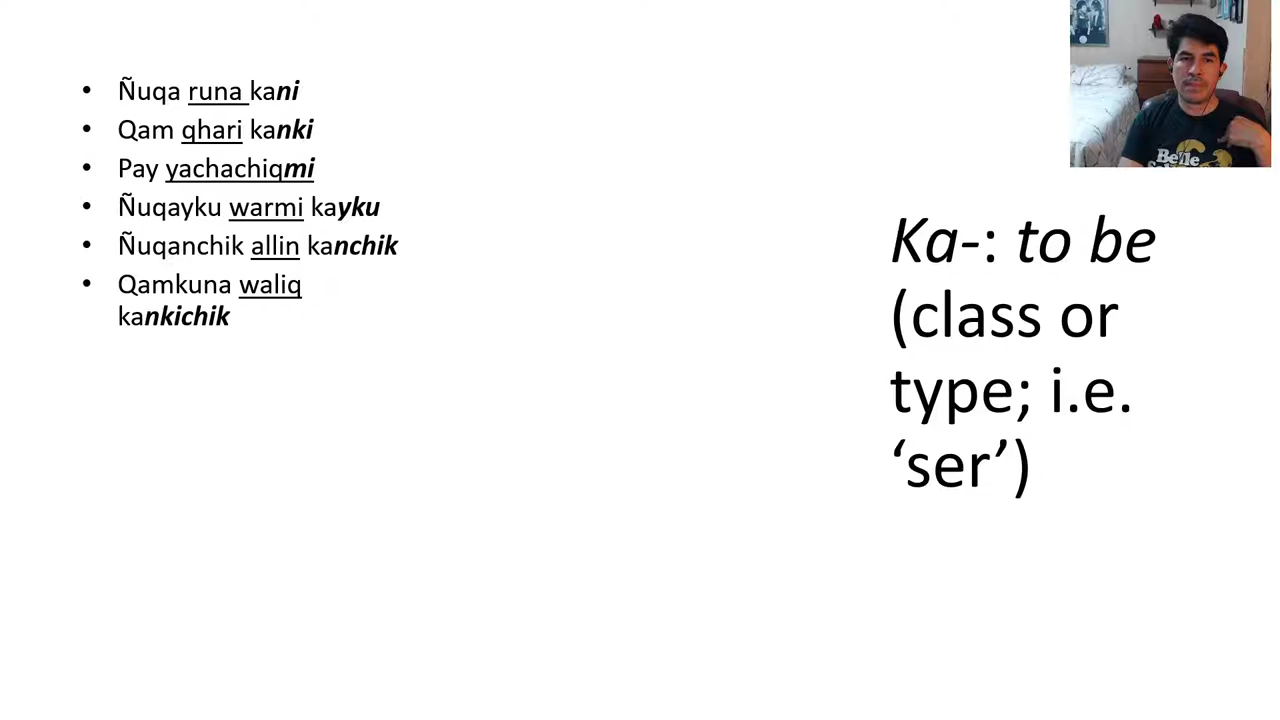 Ñuqa runa kani
Qam qhari kanki
Pay yachachiqmi
Ñuqayku warmi kayku
Ñuqanchik allin kanchik
Qamkuna waliq
kankichik
Ka-: to be
(class or
type; i.e.
‘ser’)